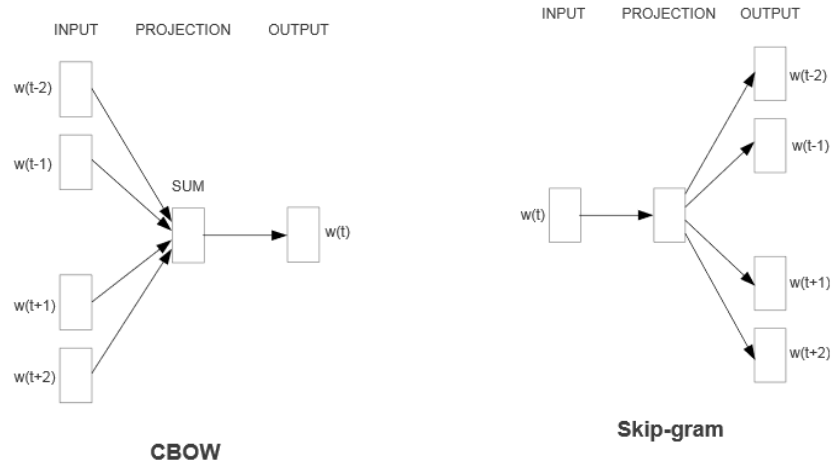 INPUT PROJECTION OUTPUT
w(t-2)
w(t-1)
SUM
w(t)
w(t+1)
w(t+2)
CBOW
INPUT PROJECTION OUTPUT
w(t-2)
w(t-1)
w(t)
w(t+1)
w(t+2)
Skip-gram